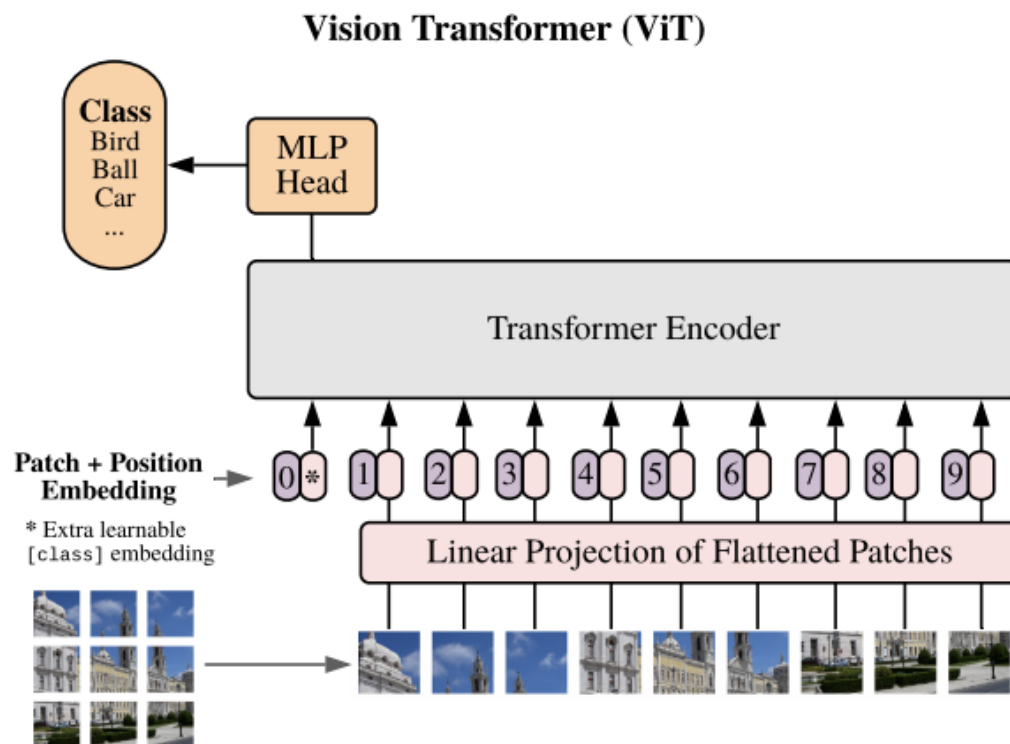 Vision Transformer (ViT)
Class
Bird
Ball
Car
...
MLP
Head
Transformer Encoder
Patch + Position
Embedding
0 * 1 2 3 4 5 6 7 8 9
* Extra learnable
[class] embedding
Linear Projection of Flattened Patches